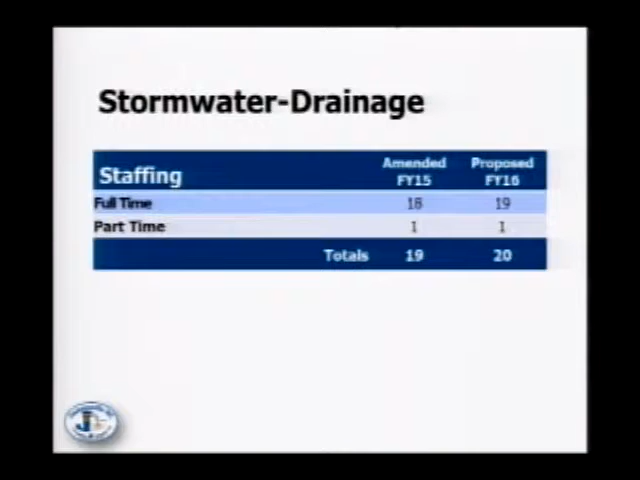 Stormwater-Drainage
Staffing Amended FY15 Proposed FY16
Full Time 18 19
Part Time 1 1
Totals 19 20